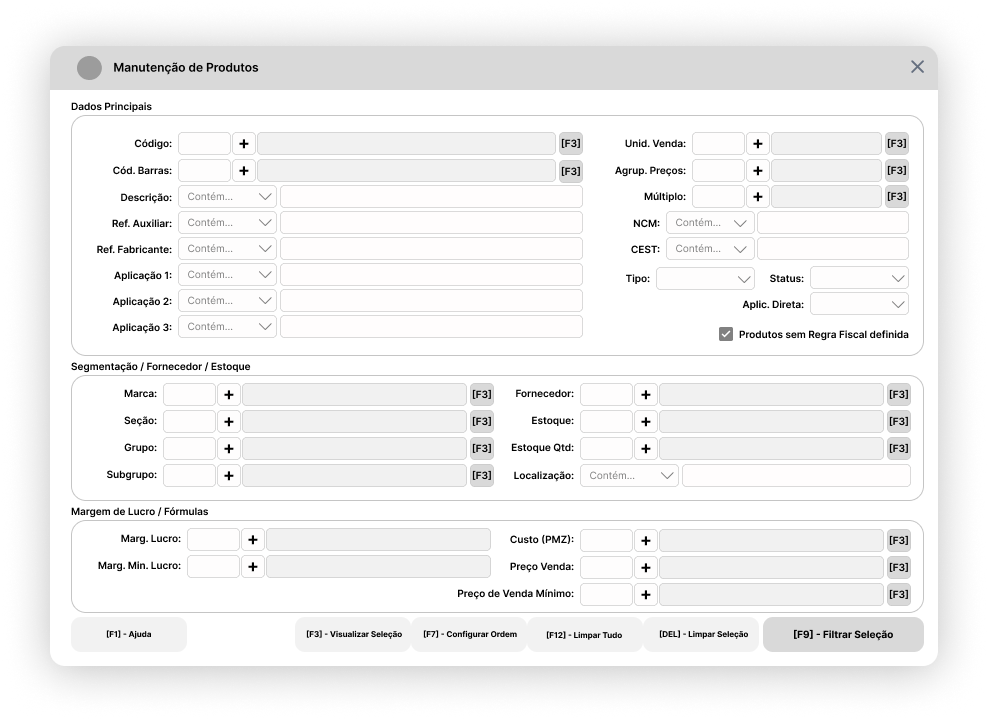 Manutenção de Produtos
Dados Principais
Código: + [F3]
Cód. Barras: + [F3]
Descrição: Contém...
Ref. Auxiliar: Contém...
Ref. Fabricante: Contém...
Aplicação 1: Contém...
Aplicação 2: Contém...
Aplicação 3: Contém...
Unid. Venda: + [F3]
Agrup. Preços: + [F3]
Múltiplo: + [F3]
NCM: Contém...
CEST: Contém...
Tipo: Status:
Aplic. Direta:
Produtos sem Regra Fiscal definida
Segmentação / Fornecedor / Estoque
Marca: + [F3]
Seção: + [F3]
Grupo: + [F3]
Subgrupo: + [F3]
Fornecedor: + [F3]
Estoque: + [F3]
Estoque Qtd: + [F3]
Localização: Contém...
Margem de Lucro / Fórmulas
Marg. Lucro: +
Marg. Min. Lucro: +
Custo (PMZ): + [F3]
Preço Venda: + [F3]
Preço de Venda Mínimo: + [F3]
[F1] - Ajuda [F3] - Visualizar Seleção [F7] - Configurar Ordem [F12] - Limpar Tudo [DEL] - Limpar Seleção [F9] - Filtrar Seleção